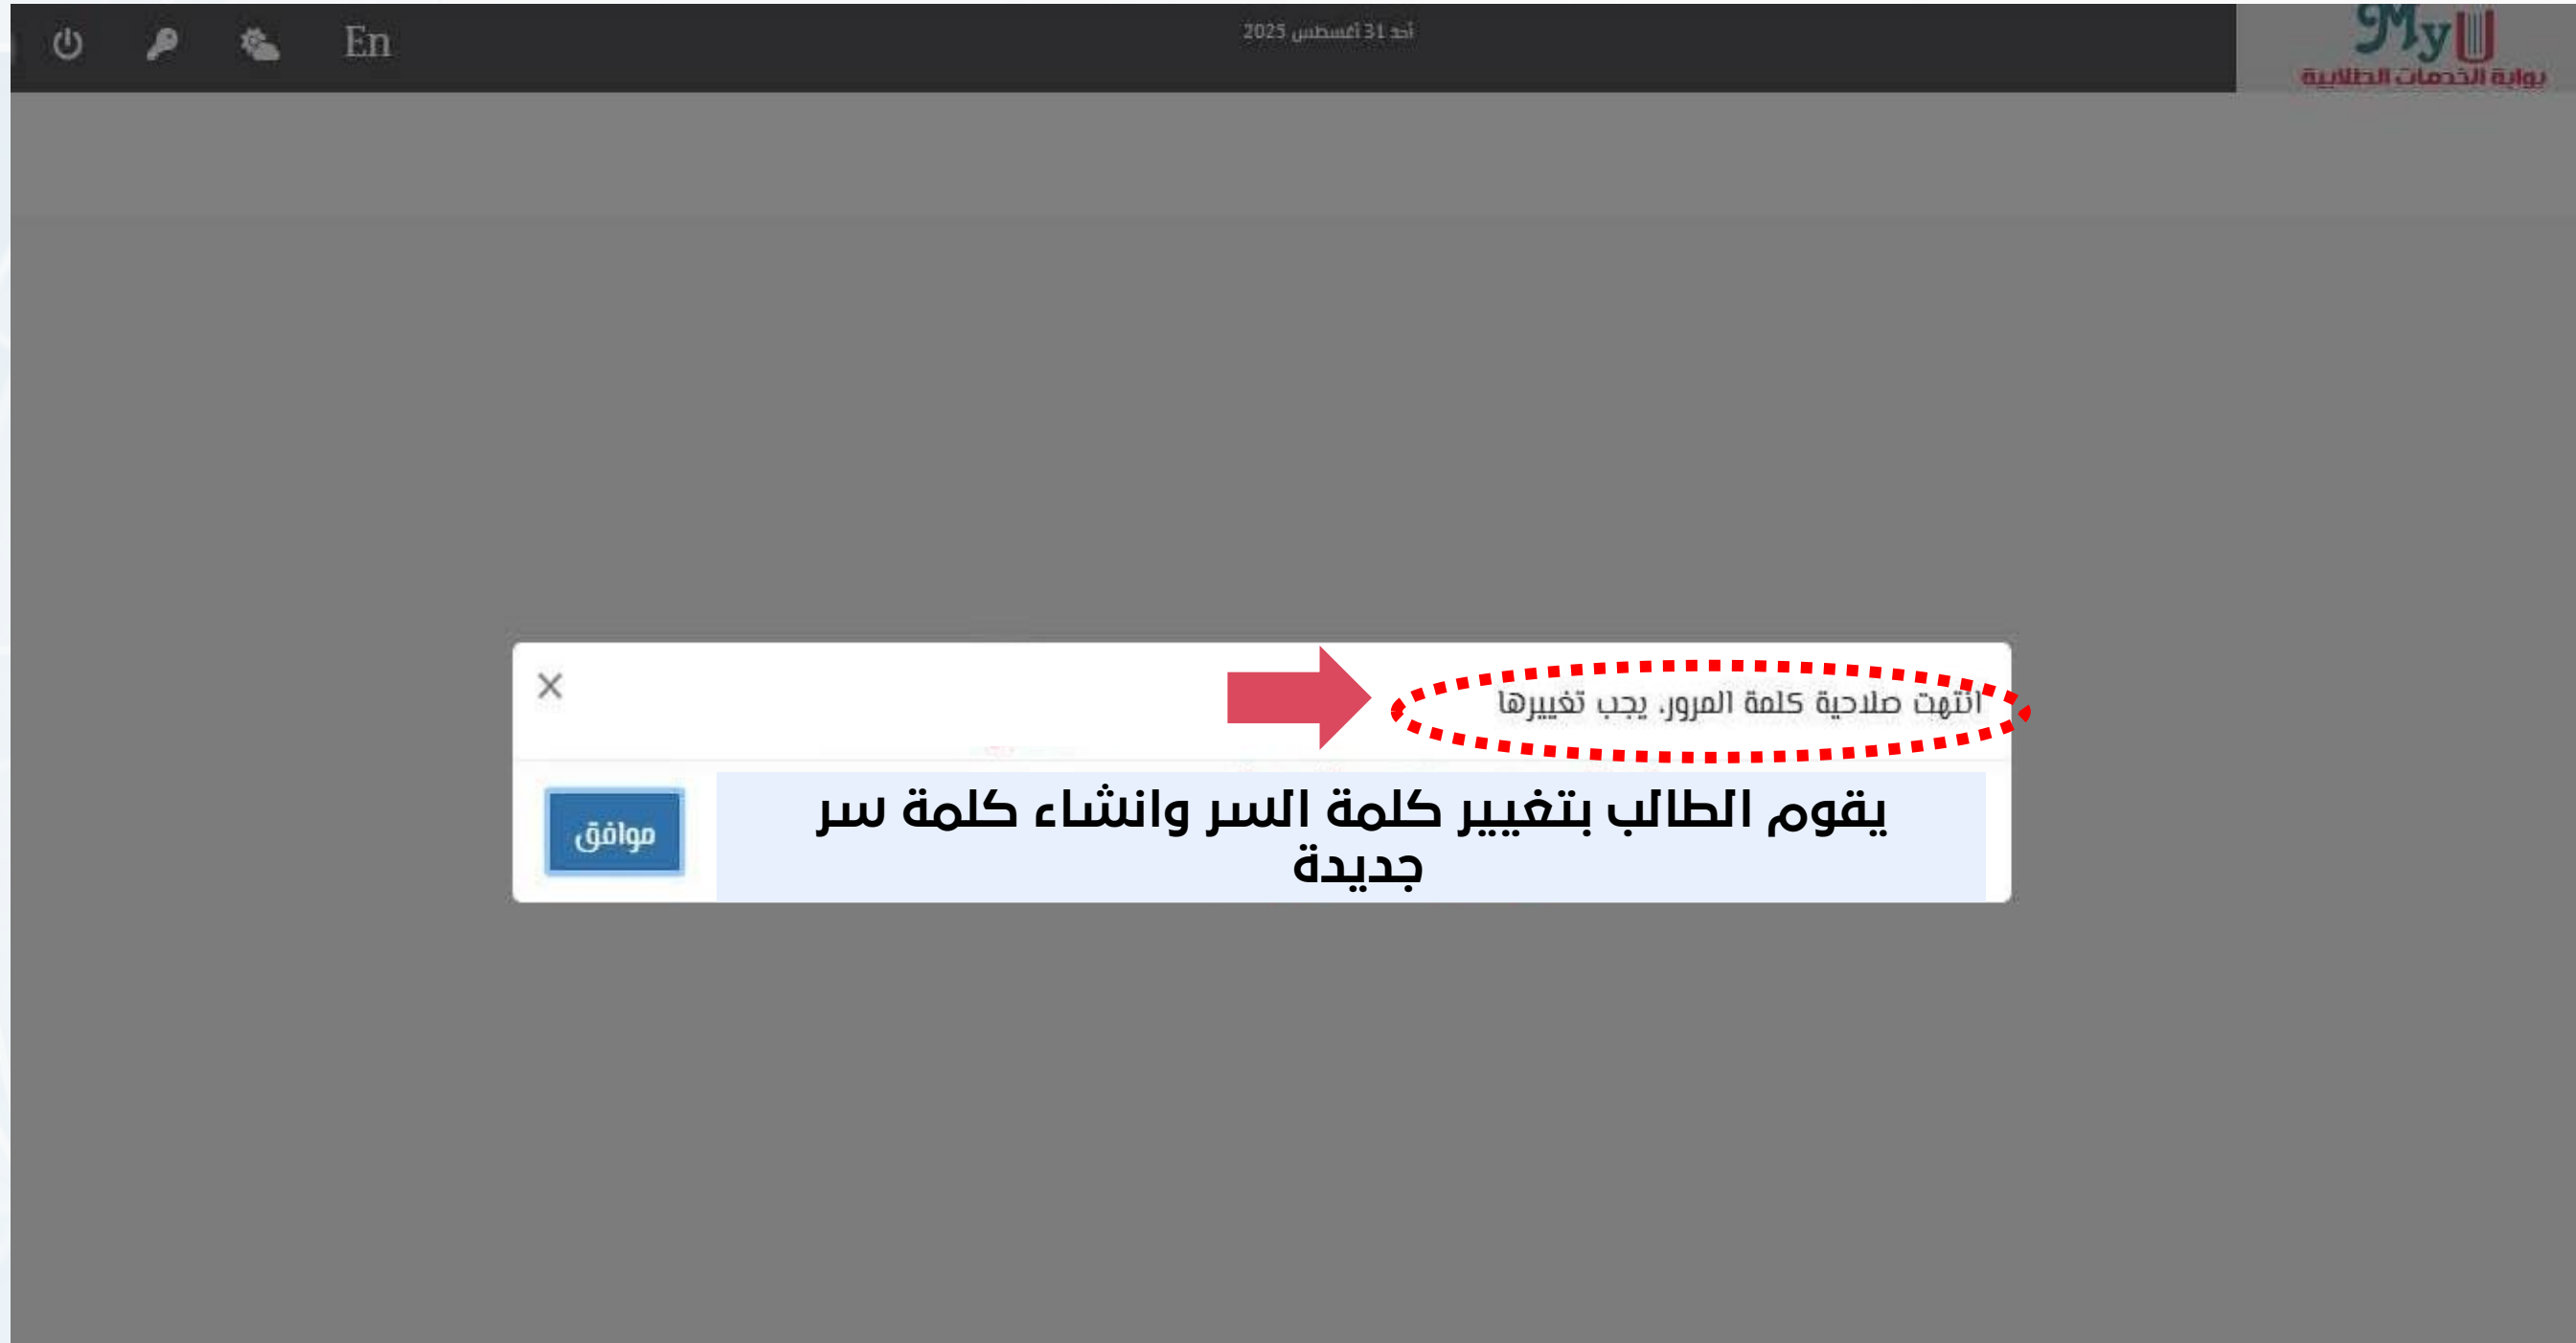 MyU
بوابة الخدمات الطلابية
أحد 31 أغسطس 2025
En
انتهت صلاحية كلمة المرور. يجب تغييرها
يقوم الطالب بتغيير كلمة السر وانشاء كلمة سر
جديدة
موافق